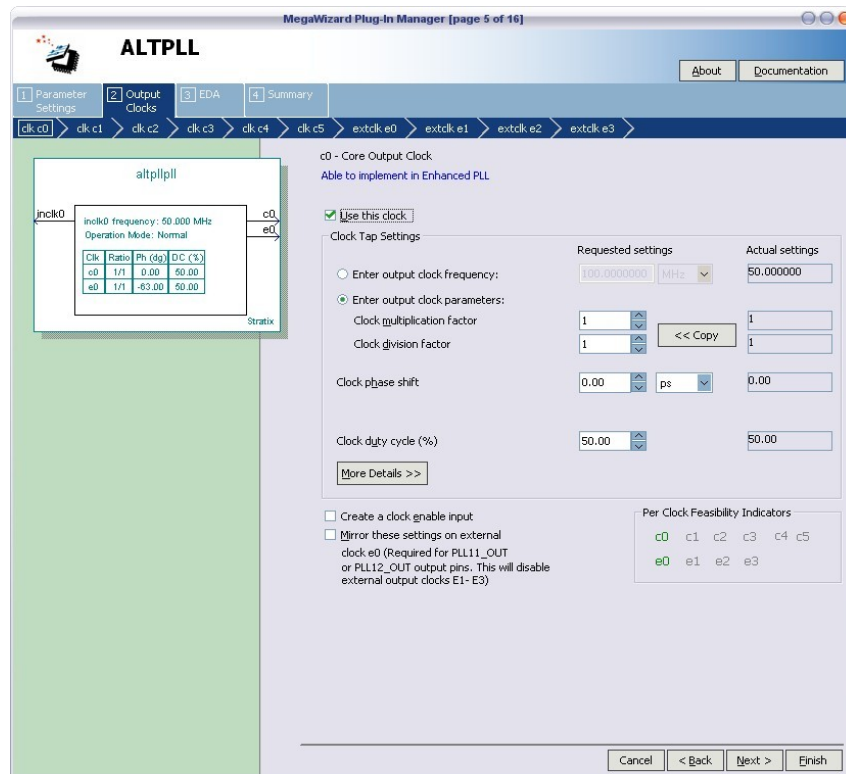 MegaWizard Plug-In Manager [page 5 of 16]
ALTPLL
About
Documentation
1 Parameter Settings
2 Output Clocks
3 EDA
4 Summary
clk c0
clk c1
clk c2
clk c3
clk c4
clk c5
extclk e0
extclk e1
extclk e2
extclk e3
altpllpll
inclk0
inclk0 frequency: 50.000 MHz
Operation Mode: Normal
Clk Ratio Ph (dg) DC (%)
c0 1/1 0.00 50.00
e0 1/1 -63.00 50.00
c0
e0
Stratix
c0 - Core Output Clock
Able to implement in Enhanced PLL
Use this clock
Clock Tap Settings
Requested settings
Actual settings
Enter output clock frequency:
100.0000000
MHz
50.000000
Enter output clock parameters:
Clock multiplication factor
1
1
<< Copy
Clock division factor
1
1
Clock phase shift
0.00
ps
0.00
Clock duty cycle (%)
50.00
50.00
More Details >>
Create a clock enable input
Mirror these settings on external
clock e0 (Required for PLL11_OUT
or PLL12_OUT output pins. This will disable
external output clocks E1- E3)
Per Clock Feasibility Indicators
c0 c1 c2 c3 c4 c5
e0 e1 e2 e3
Cancel
< Back
Next >
Finish